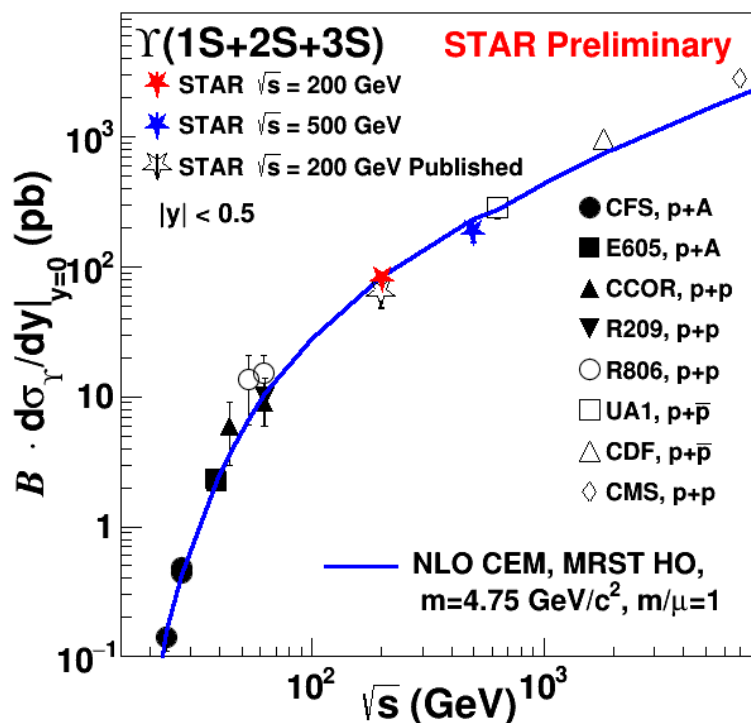 ϒ(1S+2S+3S)
STAR Preliminary
STAR √s = 200 GeV
STAR √s = 500 GeV
STAR √s = 200 GeV Published
|y| < 0.5
CFS, p+A
E605, p+A
CCOR, p+p
R209, p+p
R806, p+p
UA1, p+p̅
CDF, p+p̅
CMS, p+p
NLO CEM, MRST HO,
m=4.75 GeV/c², m/μ=1
B · dσ_ϒ/dy|_{y=0} (pb)
10³
10²
10
1
10⁻¹
10²
10³
√s (GeV)